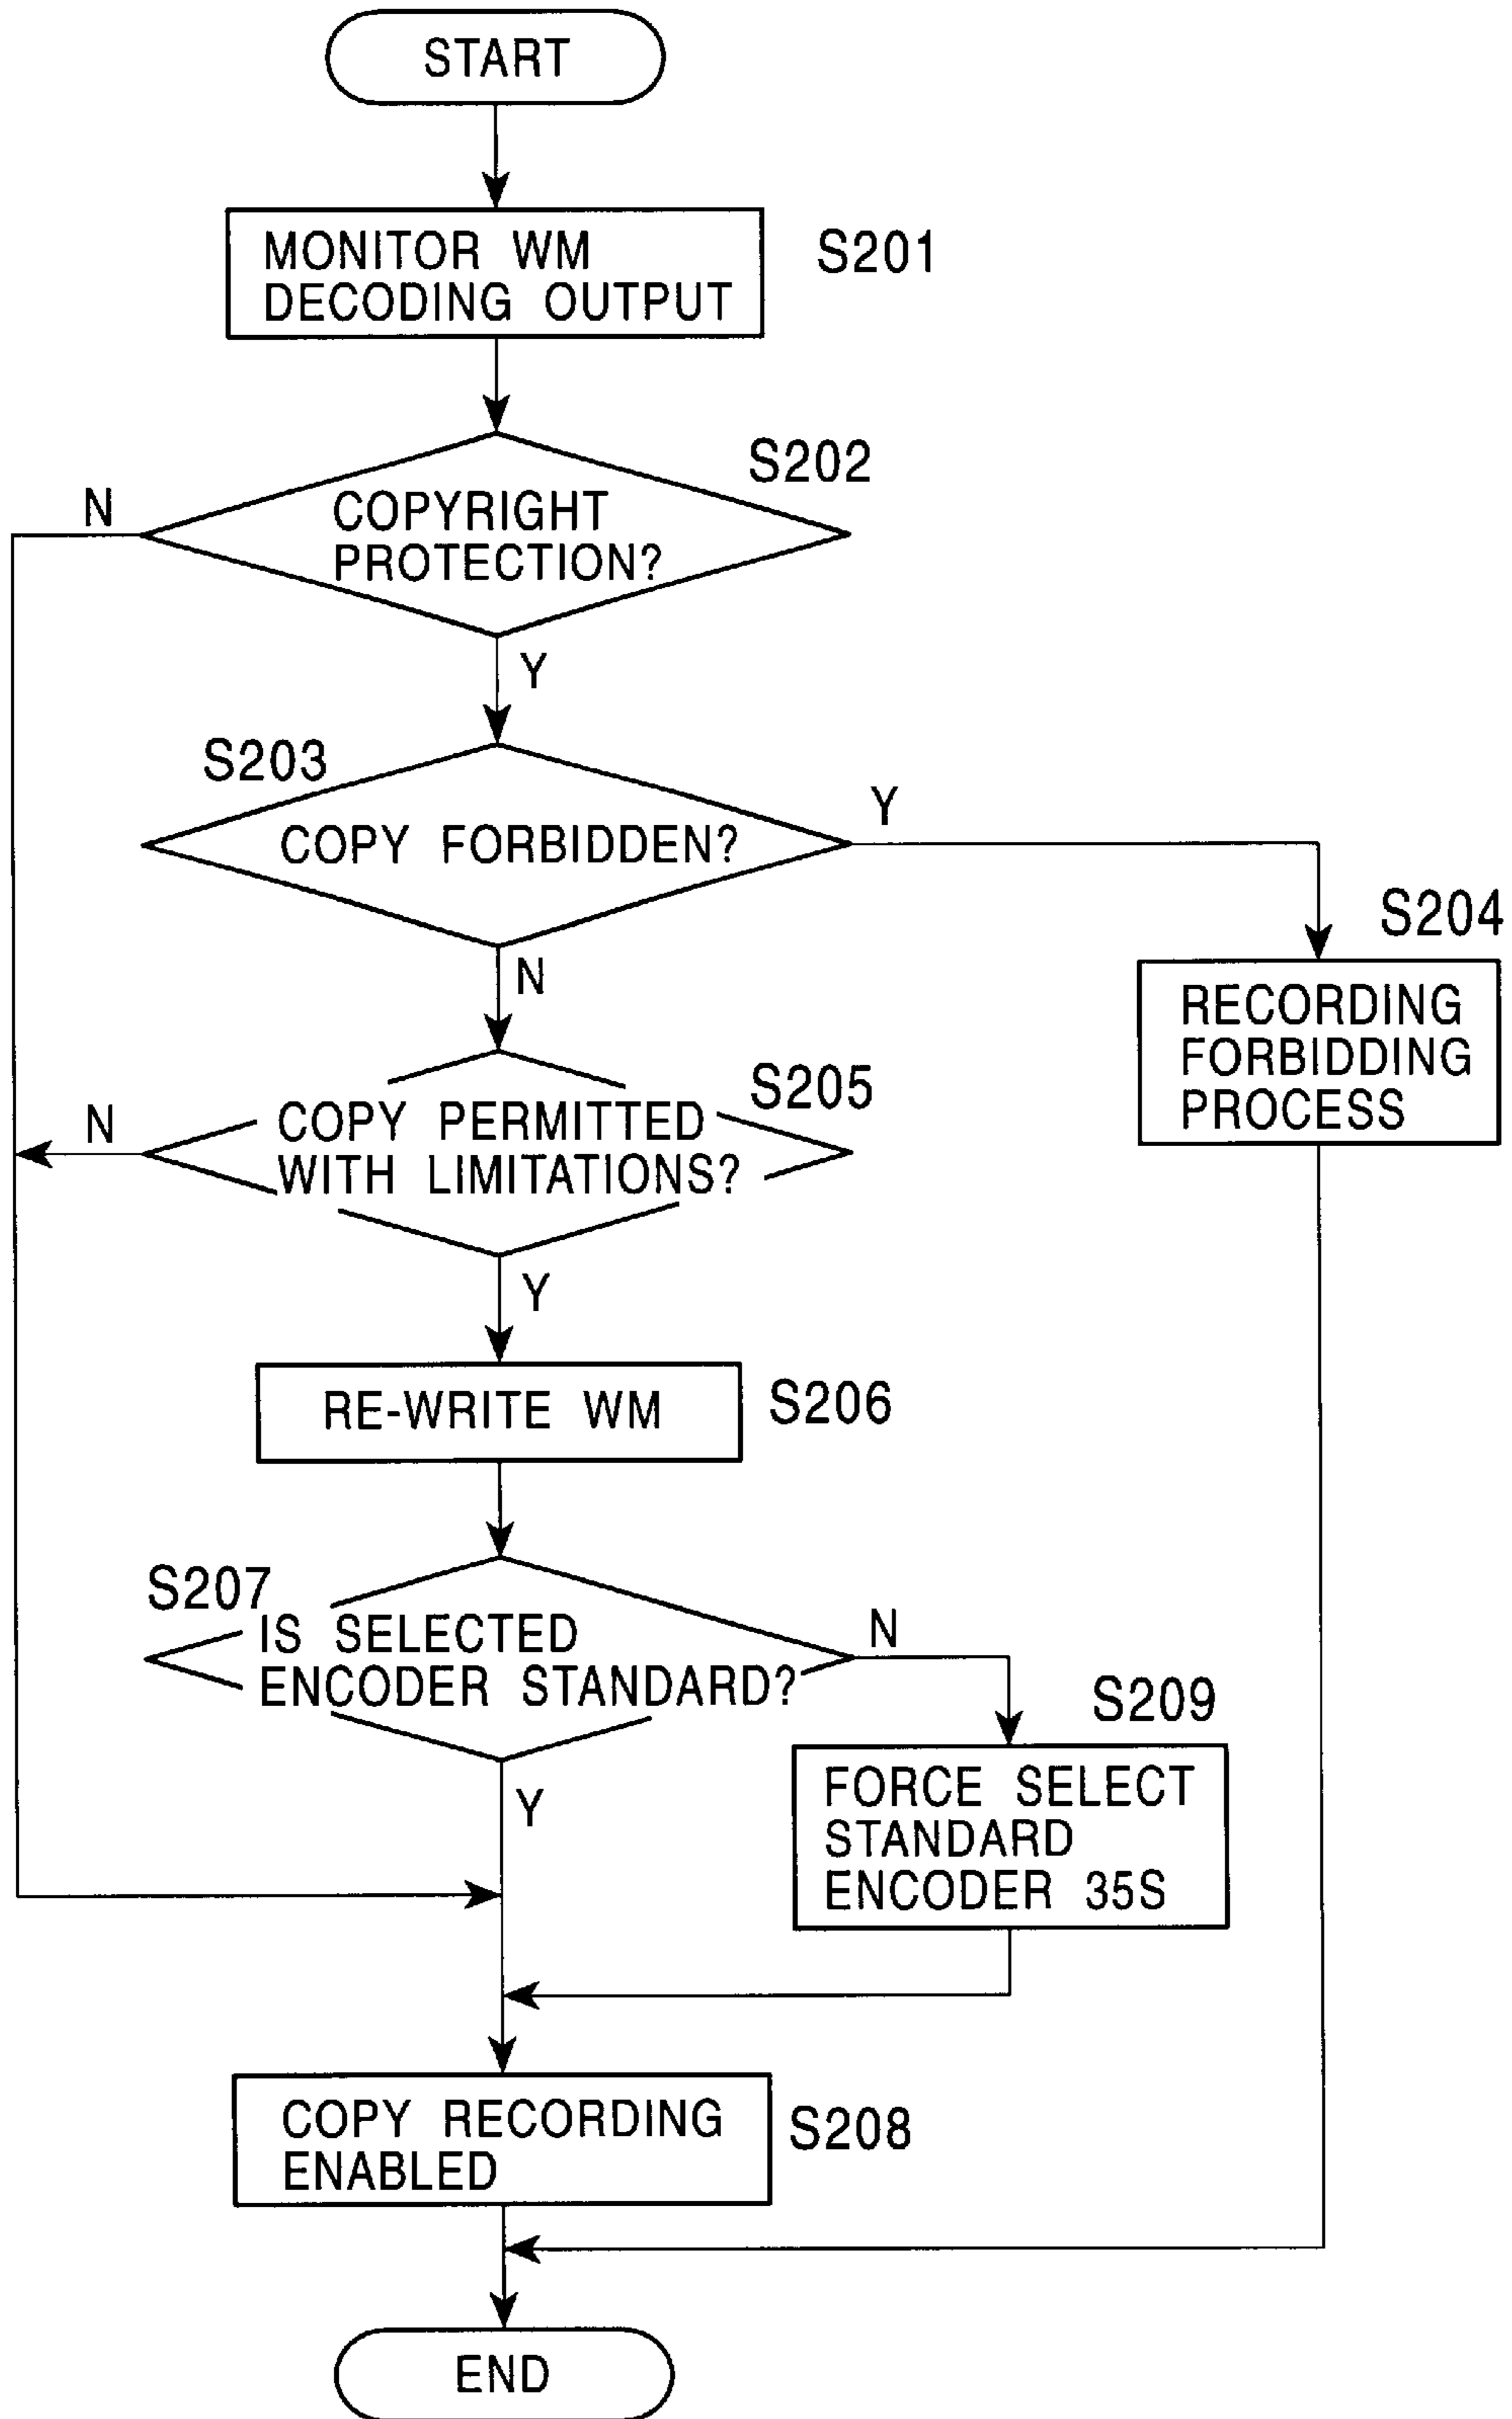 START
MONITOR WM
DECODING OUTPUT
S201
S202
N
COPYRIGHT
PROTECTION?
Y
S203
Y
COPY FORBIDDEN?
S204
N
RECORDING
FORBIDDING
PROCESS
S205
N
COPY PERMITTED
WITH LIMITATIONS?
Y
RE-WRITE WM
S206
S207
IS SELECTED
ENCODER STANDARD?
N
S209
Y
FORCE SELECT
STANDARD
ENCODER 35S
COPY RECORDING
ENABLED
S208
END